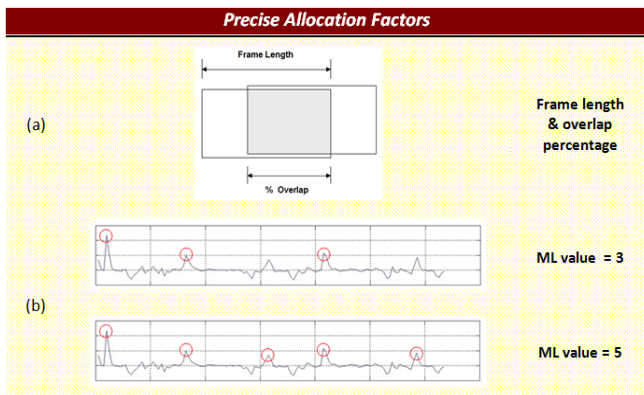 Precise Allocation Factors
Frame Length
(a)
% Overlap
Frame length
& overlap
percentage
ML value = 3
(b)
ML value = 5